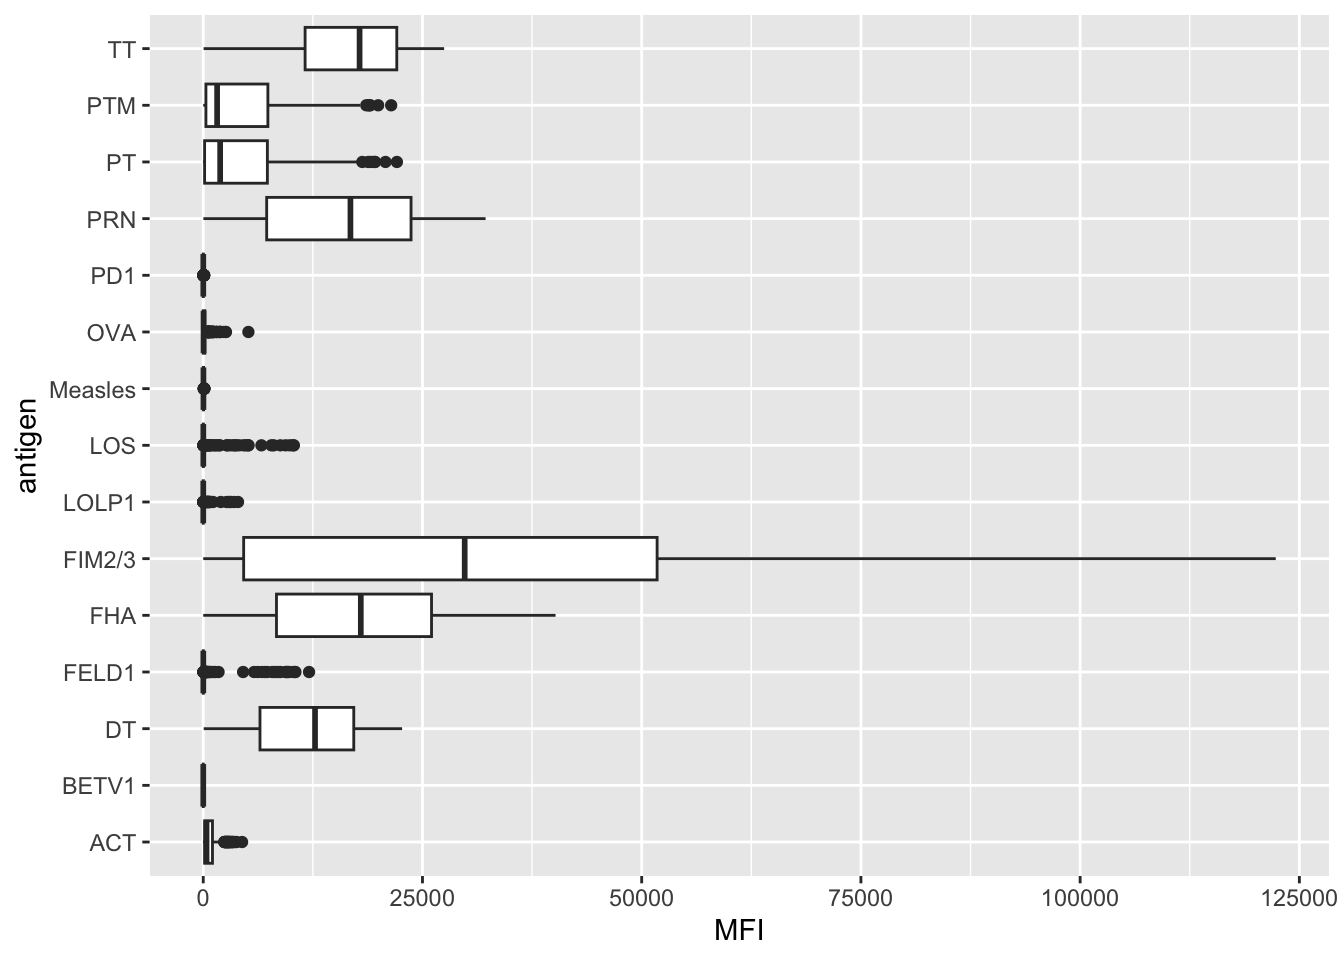 TT
PTM
PT
PRN
PD1
OVA
Measles
LOS
LOLP1
FIM2/3
FHA
FELD1
DT
BETV1
ACT
antigen
0 25000 50000 75000 100000 125000
MFI